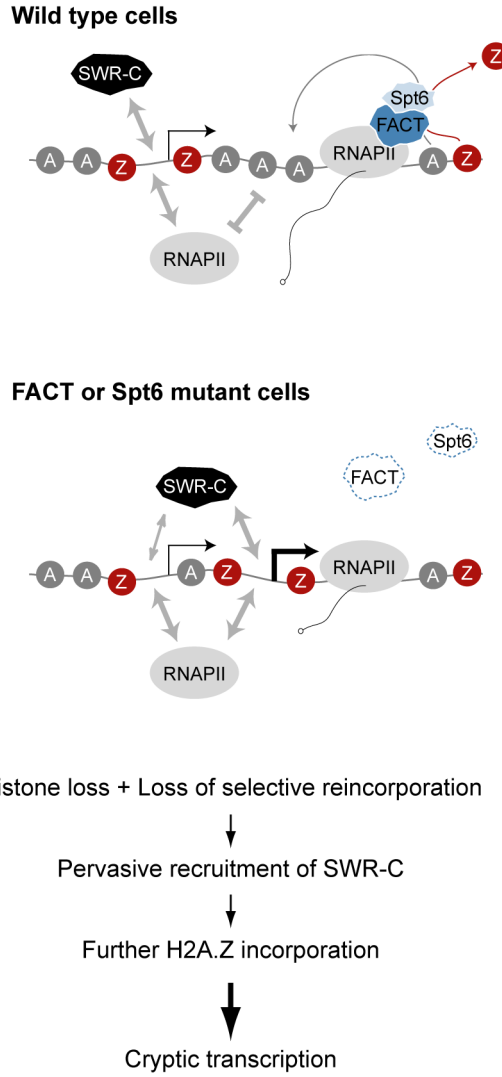 Wild type cells
SWR-C
Z
Spt6
FACT
RNAPII
A A Z Z A A A A Z
RNAPII
FACT or Spt6 mutant cells
Spt6
FACT
SWR-C
RNAPII
A A Z A Z Z A Z
RNAPII
istone loss + Loss of selective reincorporation
Pervasive recruitment of SWR-C
Further H2A.Z incorporation
Cryptic transcription